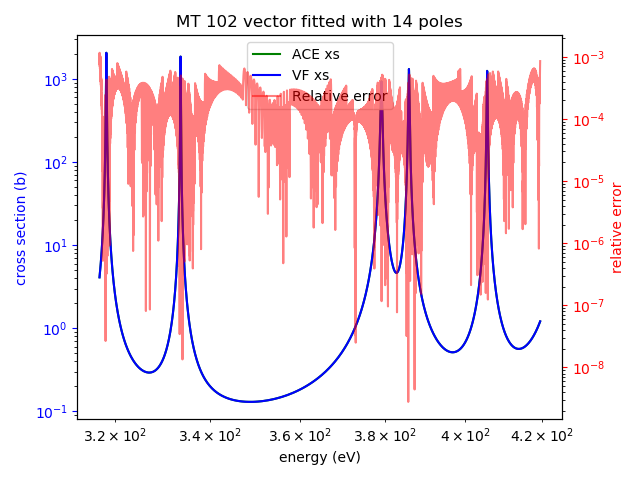 MT 102 vector fitted with 14 poles
ACE xs
VF xs
Relative error
cross section (b)
10³
10²
10¹
10⁰
10⁻¹
relative error
10⁻³
10⁻⁴
10⁻⁵
10⁻⁶
10⁻⁷
10⁻⁸
3.2 × 10² 3.4 × 10² 3.6 × 10² 3.8 × 10² 4 × 10² 4.2 × 10²
energy (eV)